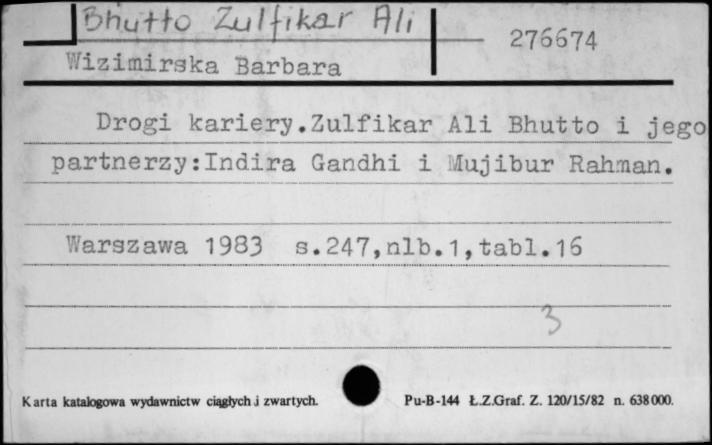 Bhutto Zulfikar Ali
276674
Wizimirska Barbara
Drogi kariery.Zulfikar Ali Bhutto i jego
partnerzy:Indira Gandhi i Mujibur Rahman.
Warszawa 1983 s.247,nlb.1,tabl.16
3
Karta katalogowa wydawnictw ciągłych i zwartych. Pu-B-144 Ł.Z.Graf. Z. 120/15/82 n. 638000.